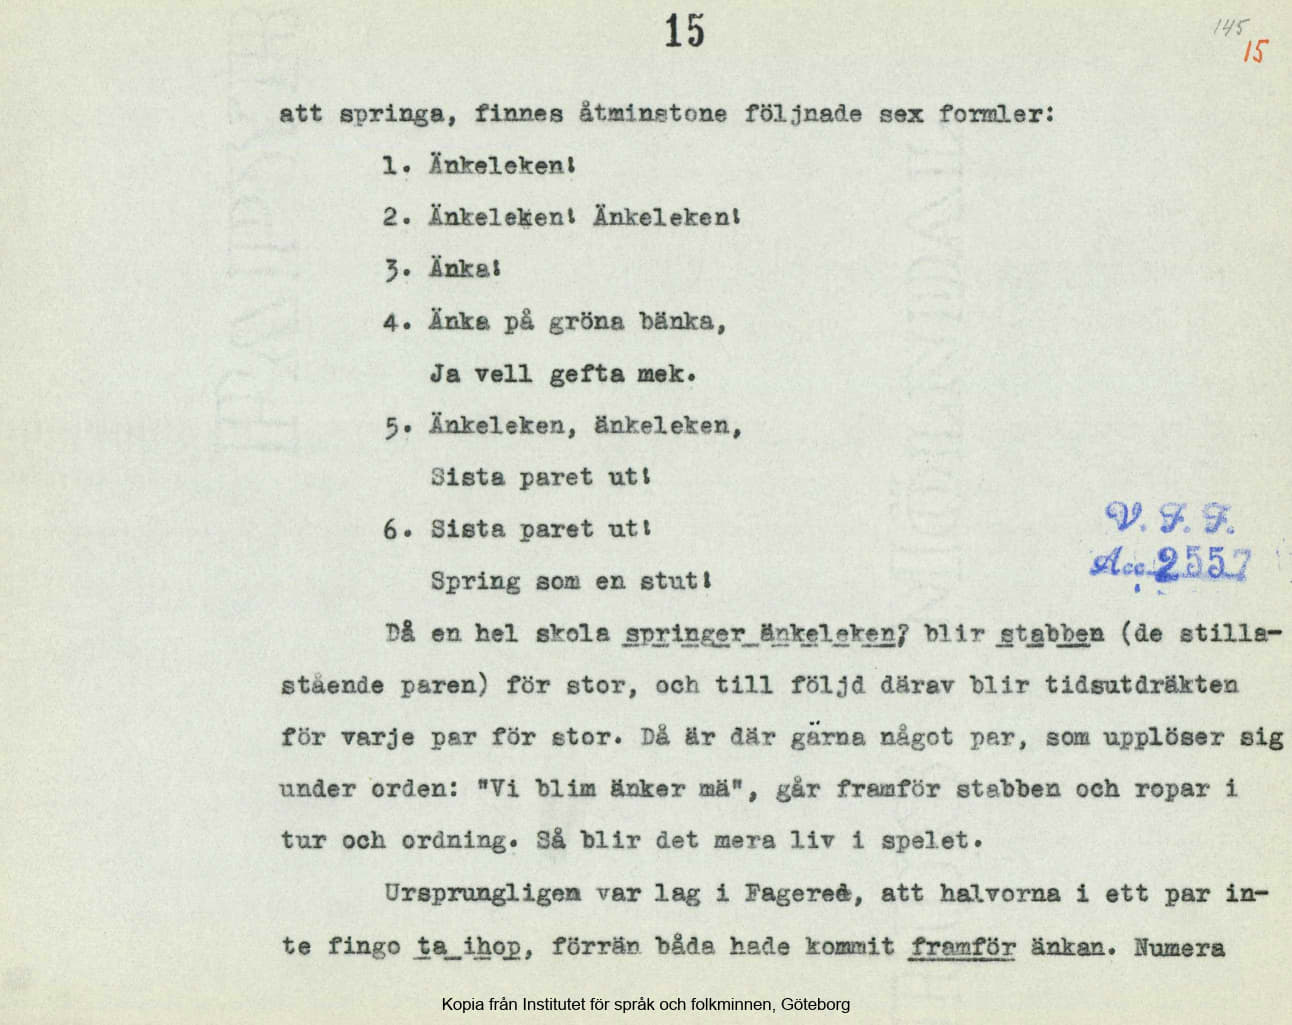 15
145
15
att springa, finnes åtminstone följnade sex formler:
1. Änkeleken!
2. Änkeleken! Änkeleken!
3. Änka!
4. Änka på gröna bänka,
Ja vell gefta mek.
5. Änkeleken, änkeleken,
Sista paret ut!
6. Sista paret ut!
Spring som en stut!
V. F. F.
Acc. 2557
Då en hel skola springer änkeleken, blir stabben (de stilla-
stående paren) för stor, och till följd därav blir tidsutdräkten
för varje par för stor. Då är där gärna något par, som upplöser sig
under orden: "Vi blim änker mä", går framför stabben och ropar i
tur och ordning. Så blir det mera liv i spelet.
Ursprungligen var lag i Fagered, att halvorna i ett par in-
te fingo ta ihop, förrän båda hade kommit framför änkan. Numera
Kopia från Institutet för språk och folkminnen, Göteborg